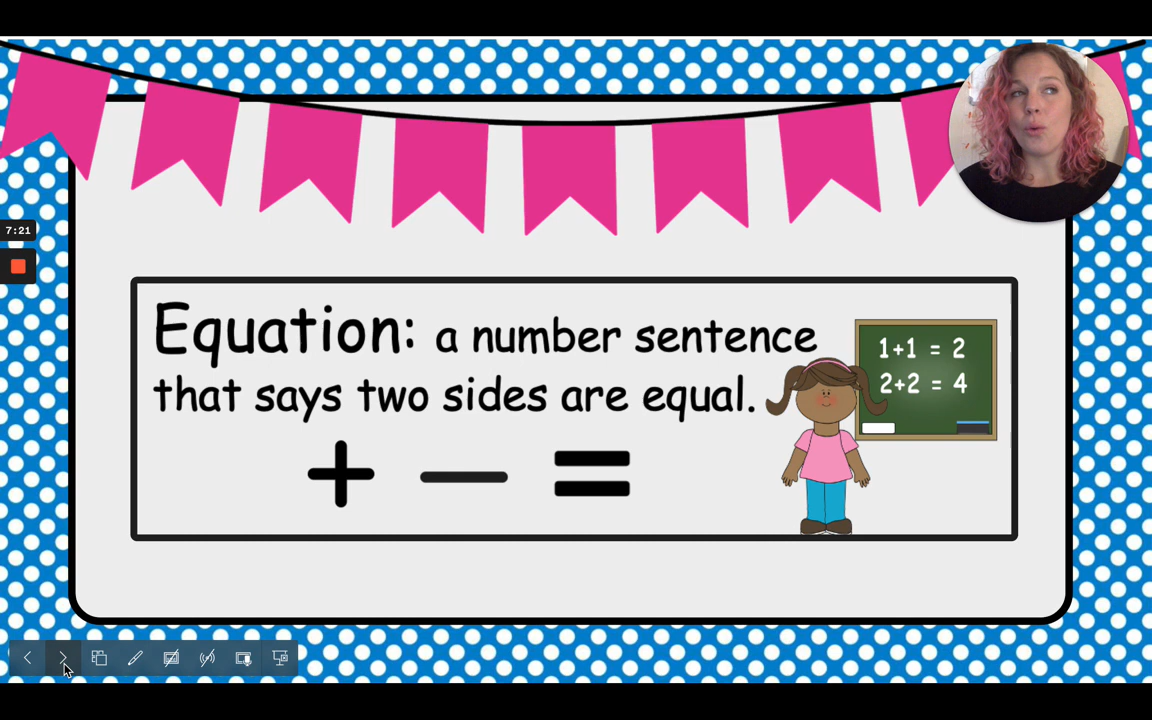 7:21
Equation: a number sentence
that says two sides are equal.
+ − =
1+1 = 2
2+2 = 4